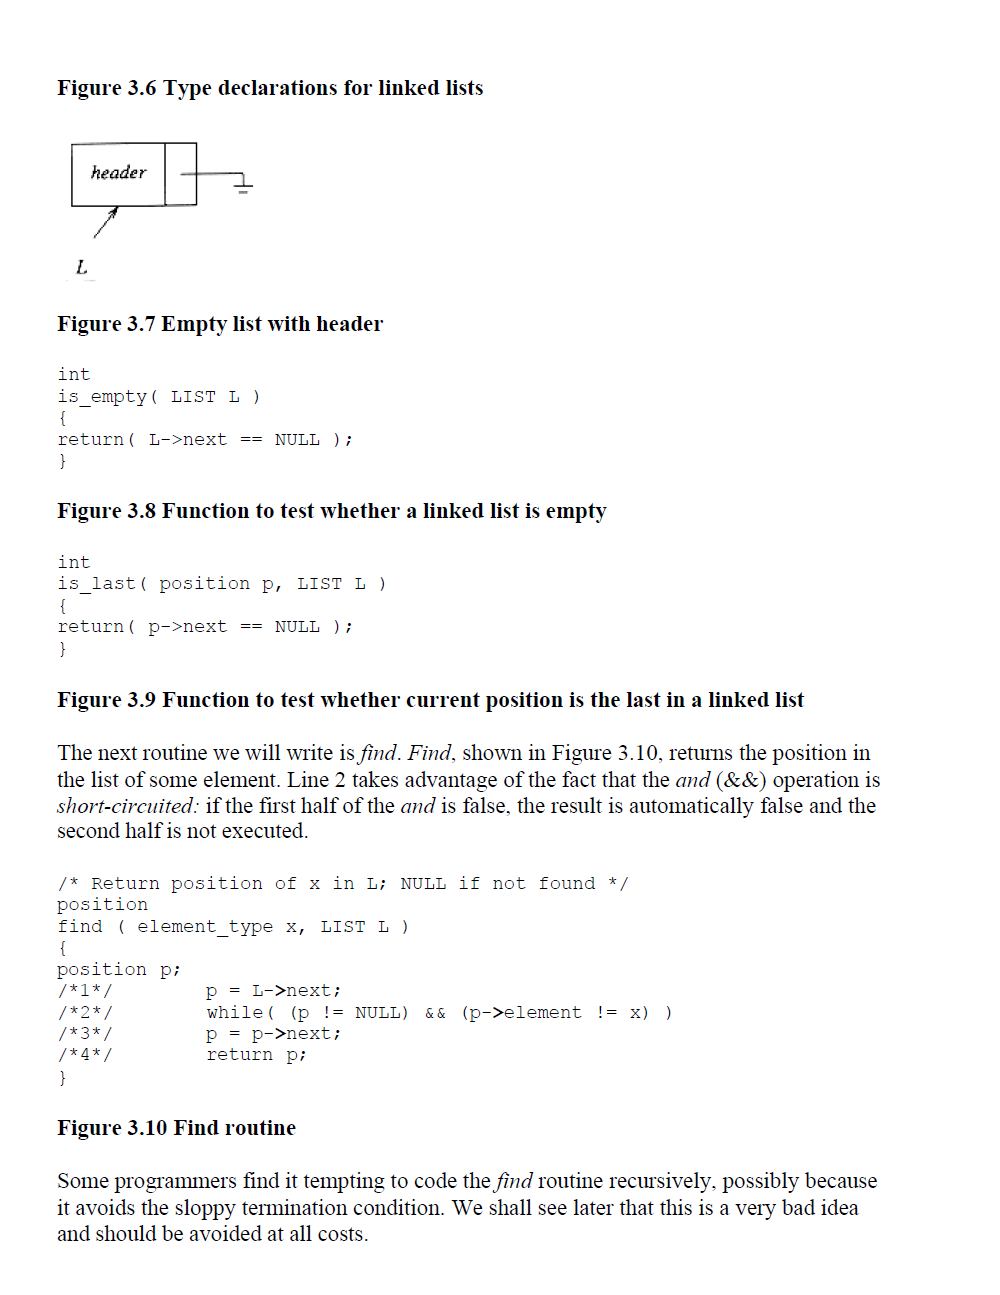 Figure 3.6 Type declarations for linked lists
header
L
Figure 3.7 Empty list with header
int
is_empty( LIST L )
{
return( L->next == NULL );
}
Figure 3.8 Function to test whether a linked list is empty
int
is_last( position p, LIST L )
{
return( p->next == NULL );
}
Figure 3.9 Function to test whether current position is the last in a linked list
The next routine we will write is find. Find, shown in Figure 3.10, returns the position in
the list of some element. Line 2 takes advantage of the fact that the and (&&) operation is
short-circuited: if the first half of the and is false, the result is automatically false and the
second half is not executed.
/* Return position of x in L; NULL if not found */
position
find ( element_type x, LIST L )
{
position p;
/*1*/ p = L->next;
/*2*/ while( (p != NULL) && (p->element != x) )
/*3*/ p = p->next;
/*4*/ return p;
}
Figure 3.10 Find routine
Some programmers find it tempting to code the find routine recursively, possibly because
it avoids the sloppy termination condition. We shall see later that this is a very bad idea
and should be avoided at all costs.